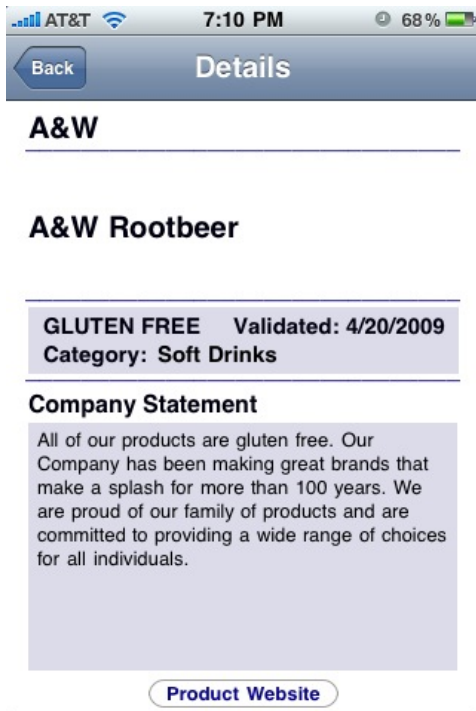 AT&T 7:10 PM 68%
Back Details
A&W
A&W Rootbeer
GLUTEN FREE Validated: 4/20/2009
Category: Soft Drinks
Company Statement
All of our products are gluten free. Our
Company has been making great brands that
make a splash for more than 100 years. We
are proud of our family of products and are
committed to providing a wide range of choices
for all individuals.
Product Website